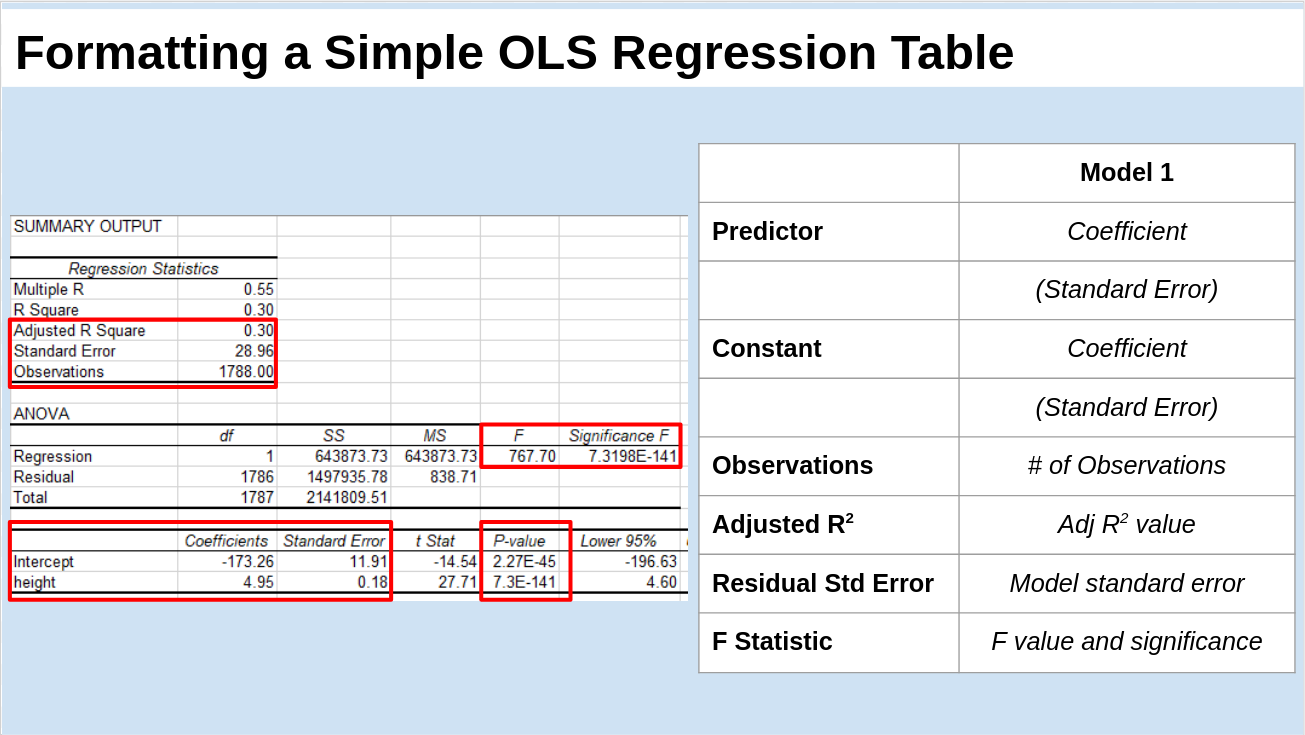 Formatting a Simple OLS Regression Table
SUMMARY OUTPUT
Regression Statistics
Multiple R 0.55
R Square 0.30
Adjusted R Square 0.30
Standard Error 28.96
Observations 1788.00
ANOVA
df SS MS F Significance F
Regression 1 643873.73 643873.73 767.70 7.3198E-141
Residual 1786 1497935.78 838.71
Total 1787 2141809.51
Coefficients Standard Error t Stat P-value Lower 95%
Intercept -173.26 11.91 -14.54 2.27E-45 -196.63
height 4.95 0.18 27.71 7.3E-141 4.60
Model 1
Predictor Coefficient
(Standard Error)
Constant Coefficient
(Standard Error)
Observations # of Observations
Adjusted R² Adj R² value
Residual Std Error Model standard error
F Statistic F value and significance